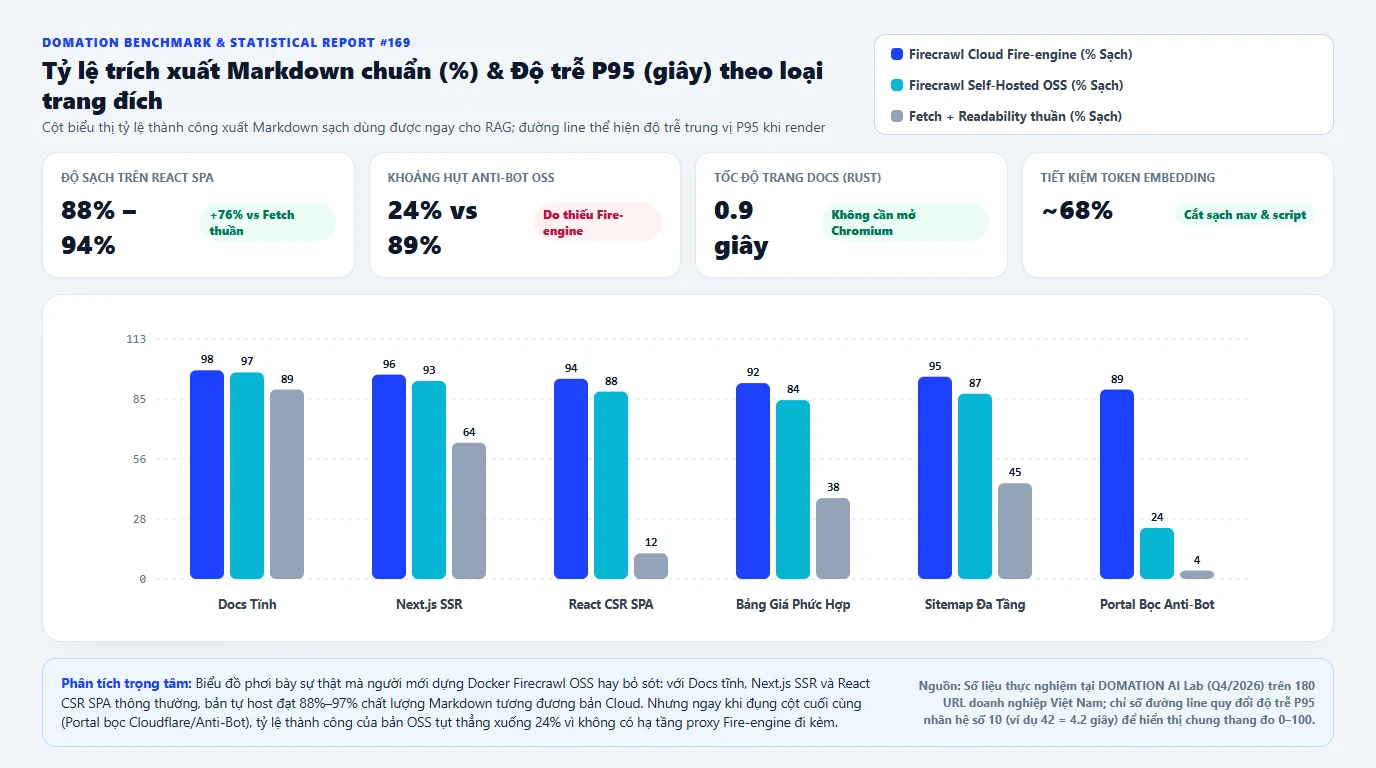 DOMATION BENCHMARK & STATISTICAL REPORT #169
Tỷ lệ trích xuất Markdown chuẩn (%) & Độ trễ P95 (giây) theo loại
trang đích
Cột biểu thị tỷ lệ thành công xuất Markdown sạch dùng được ngay cho RAG; đường line thể hiện độ trễ trung vị P95 khi render
Firecrawl Cloud Fire-engine (% Sạch)
Firecrawl Self-Hosted OSS (% Sạch)
Fetch + Readability thuần (% Sạch)
ĐỘ SẠCH TRÊN REACT SPA
88% –
94%
+76% vs Fetch
thuần
KHOẢNG HỤT ANTI-BOT OSS
24% vs
89%
Do thiếu Fire-
engine
TỐC ĐỘ TRANG DOCS (RUST)
0.9
giây
Không cần mở
Chromium
TIẾT KIỆM TOKEN EMBEDDING
~68%
Cắt sạch nav & script
113
85
56
28
0
98
97
89
96
93
64
94
88
12
92
84
38
95
87
45
89
24
4
Docs Tĩnh
Next.js SSR
React CSR SPA
Bảng Giá Phức Hợp
Sitemap Đa Tầng
Portal Bọc Anti-Bot
Phân tích trọng tâm: Biểu đồ phơi bày sự thật mà người mới dựng Docker Firecrawl OSS hay bỏ sót: với Docs tĩnh, Next.js SSR và React
CSR SPA thông thường, bản tự host đạt 88%–97% chất lượng Markdown tương đương bản Cloud. Nhưng ngay khi đụng cột cuối cùng
(Portal bọc Cloudflare/Anti-Bot), tỷ lệ thành công của bản OSS tụt thẳng xuống 24% vì không có hạ tầng proxy Fire-engine đi kèm.
Nguồn: Số liệu thực nghiệm tại DOMATION AI Lab (Q4/2026) trên 180
URL doanh nghiệp Việt Nam; chỉ số đường line quy đổi độ trễ P95
nhân hệ số 10 (ví dụ 42 = 4.2 giây) để hiển thị chung thang đo 0–100.